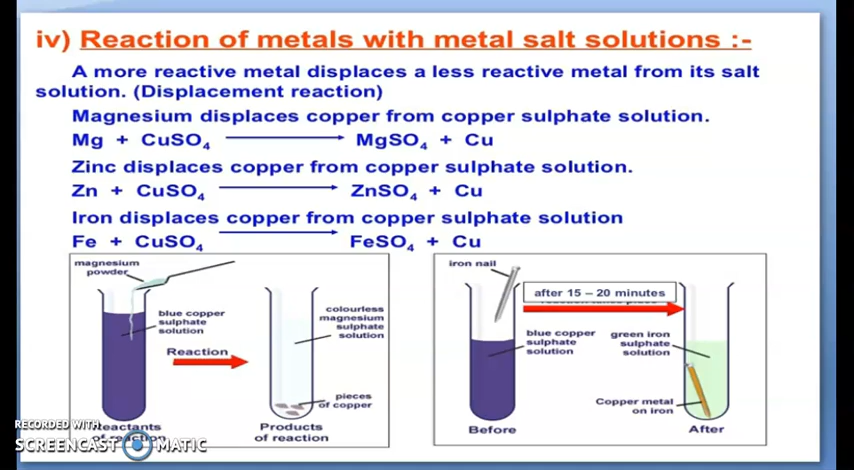 iv) Reaction of metals with metal salt solutions :-
A more reactive metal displaces a less reactive metal from its salt
solution. (Displacement reaction)
Magnesium displaces copper from copper sulphate solution.
Mg + CuSO₄ → MgSO₄ + Cu
Zinc displaces copper from copper sulphate solution.
Zn + CuSO₄ → ZnSO₄ + Cu
Iron displaces copper from copper sulphate solution
Fe + CuSO₄ → FeSO₄ + Cu
magnesium
powder
blue copper
sulphate
solution
Reaction
colourless
magnesium
sulphate
solution
pieces
of copper
Reactants
of reaction
Products
of reaction
iron nail
after 15 – 20 minutes
blue copper
sulphate
solution
green iron
sulphate
solution
Copper metal
on iron
Before
After
RECORDED WITH
SCREENCAST MATIC